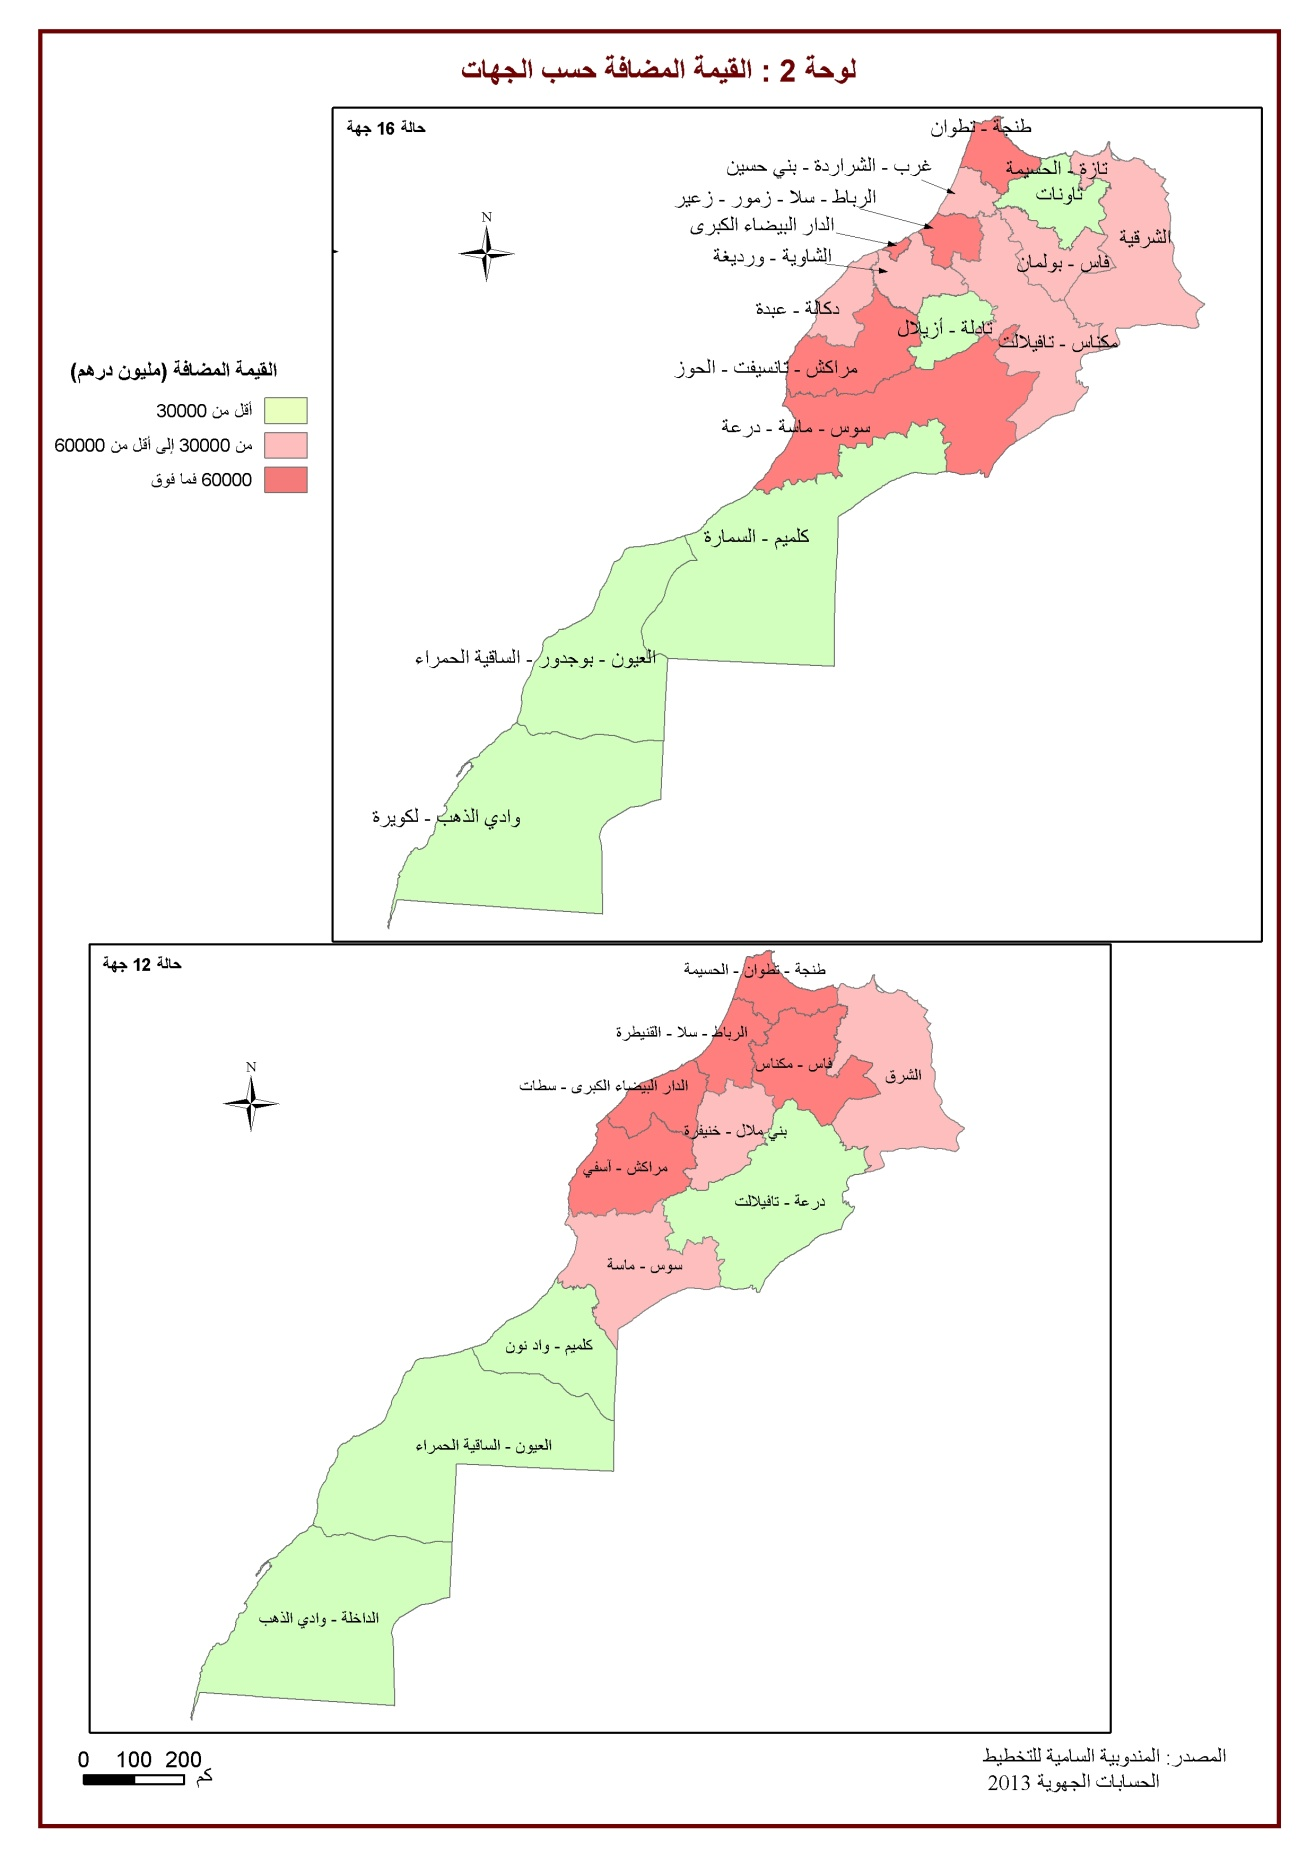 لوحة 2 : القيمة المضافة حسب الجهات
حالة 16 جهة
طنجة - تطوان
غرب - الشراردة - بني حسين
تازة - الحسيمة
تاونات
الرباط - سلا - زمور - زعير
الدار البيضاء الكبرى
الشرقية
الشاوية - ورديغة
فاس - بولمان
دكالة - عبدة
تادلة - أزيلال
مكناس - تافيلالت
مراكش - تانسيفت - الحوز
سوس - ماسة - درعة
كلميم - السمارة
العيون - بوجدور - الساقية الحمراء
وادي الذهب - لكويرة
N
القيمة المضافة (مليون درهم)
أقل من 30000
من 30000 إلى أقل من 60000
60000 فما فوق
حالة 12 جهة
طنجة - تطوان - الحسيمة
الرباط - سلا - القنيطرة
فاس - مكناس
الشرق
الدار البيضاء الكبرى - سطات
بني ملال - خنيفرة
مراكش - آسفي
درعة - تافيلالت
سوس - ماسة
كلميم - واد نون
العيون - الساقية الحمراء
الداخلة - وادي الذهب
N
0 100 200
كم
المصدر: المندوبية السامية للتخطيط
الحسابات الجهوية 2013